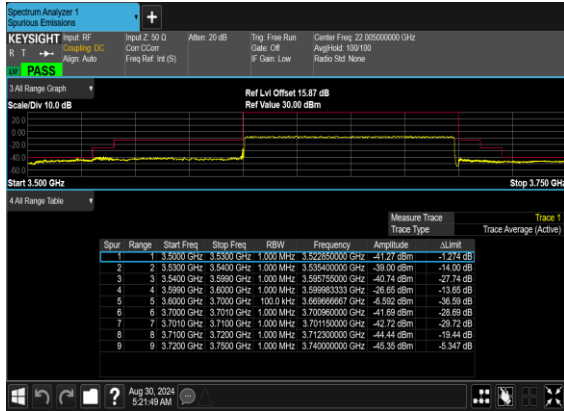 Spectrum Analyzer 1
Spurious Emissions
KEYSIGHT Input: RF Input Z: 50 Ω Atten: 20 dB Trig: Free Run Center Freq: 22.005000000 GHz
R T Coupling: DC Corr CCorr Gate: Off Avg|Hold: 100/100
Align: Auto Freq Ref: Int (S) IF Gain: Low Radio Std: None
PASS
3 All Range Graph
Ref Lvl Offset 15.87 dB
Scale/Div 10.0 dB Ref Value 30.00 dBm
20.0
0.00
-20.0
-40.0
-60.0
Start 3.500 GHz Stop 3.750 GHz
4 All Range Table
Measure Trace Trace 1
Trace Type Trace Average (Active)
Spur Range Start Freq Stop Freq RBW Frequency Amplitude ΔLimit
1 1 3.5000 GHz 3.5300 GHz 1.000 MHz 3.522850000 GHz -41.27 dBm -1.274 dB
2 2 3.5300 GHz 3.5400 GHz 1.000 MHz 3.535400000 GHz -39.00 dBm -14.00 dB
3 3 3.5400 GHz 3.5990 GHz 1.000 MHz 3.595755000 GHz -40.74 dBm -27.74 dB
4 4 3.5990 GHz 3.6000 GHz 1.000 MHz 3.599983333 GHz -26.65 dBm -13.65 dB
5 5 3.6000 GHz 3.7000 GHz 100.0 kHz 3.669666667 GHz -6.592 dBm -36.59 dB
6 6 3.7000 GHz 3.7010 GHz 1.000 MHz 3.700960000 GHz -41.69 dBm -28.69 dB
7 7 3.7010 GHz 3.7100 GHz 1.000 MHz 3.701150000 GHz -42.72 dBm -29.72 dB
8 8 3.7100 GHz 3.7200 GHz 1.000 MHz 3.712300000 GHz -44.44 dBm -19.44 dB
9 9 3.7200 GHz 3.7500 GHz 1.000 MHz 3.740000000 GHz -45.35 dBm -5.347 dB
Aug 30, 2024
5:21:49 AM